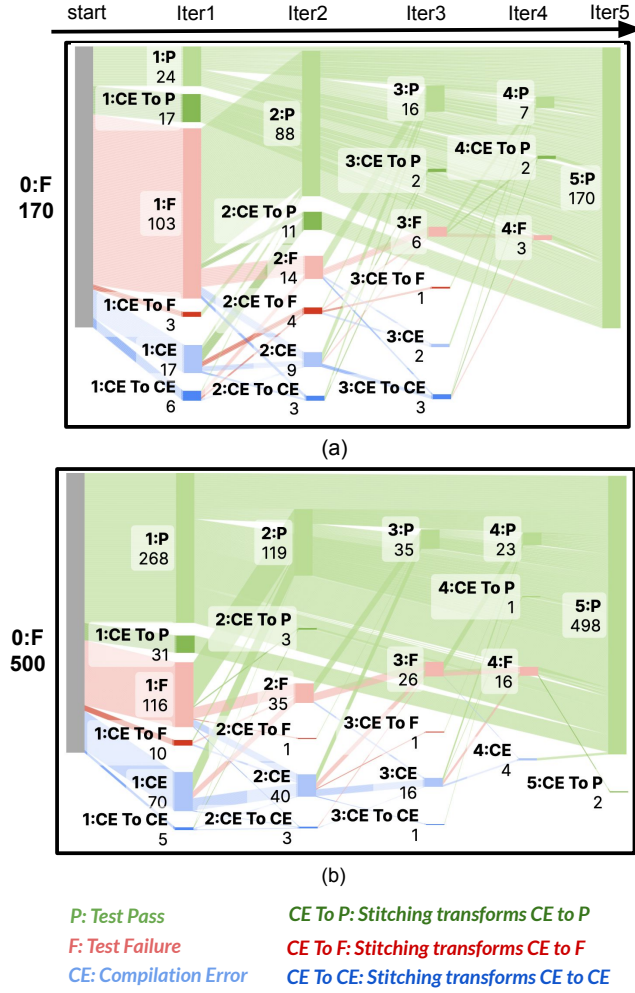 start Iter1 Iter2 Iter3 Iter4 Iter5
0:F
170
1:P
24
1:CE To P
17
1:F
103
1:CE To F
3
1:CE
17
1:CE To CE
6
2:P
88
2:CE To P
11
2:F
14
2:CE To F
4
2:CE
9
2:CE To CE
3
3:P
16
3:CE To P
2
3:F
6
3:CE To F
1
3:CE
2
3:CE To CE
3
4:P
7
4:CE To P
2
4:F
3
5:P
170
(a)
0:F
500
1:P
268
1:CE To P
31
1:F
116
1:CE To F
10
1:CE
70
1:CE To CE
5
2:P
119
2:CE To P
3
2:F
35
2:CE To F
1
2:CE
40
2:CE To CE
3
3:P
35
3:F
26
3:CE To F
1
3:CE
16
3:CE To CE
1
4:P
23
4:CE To P
1
4:F
16
4:CE
4
5:P
498
5:CE To P
2
(b)
P: Test Pass
F: Test Failure
CE: Compilation Error
CE To P: Stitching transforms CE to P
CE To F: Stitching transforms CE to F
CE To CE: Stitching transforms CE to CE